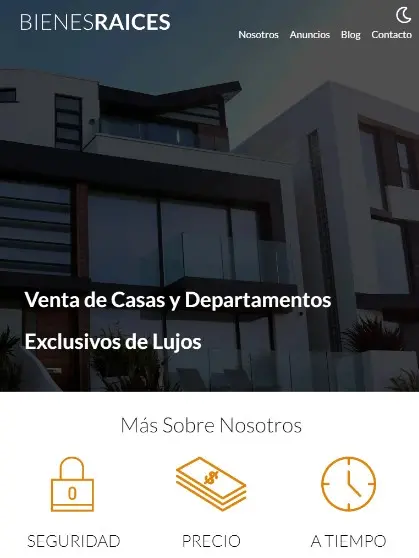 BIENESRAICES
Nosotros Anuncios Blog Contacto
Venta de Casas y Departamentos
Exclusivos de Lujos
Más Sobre Nosotros
SEGURIDAD PRECIO A TIEMPO